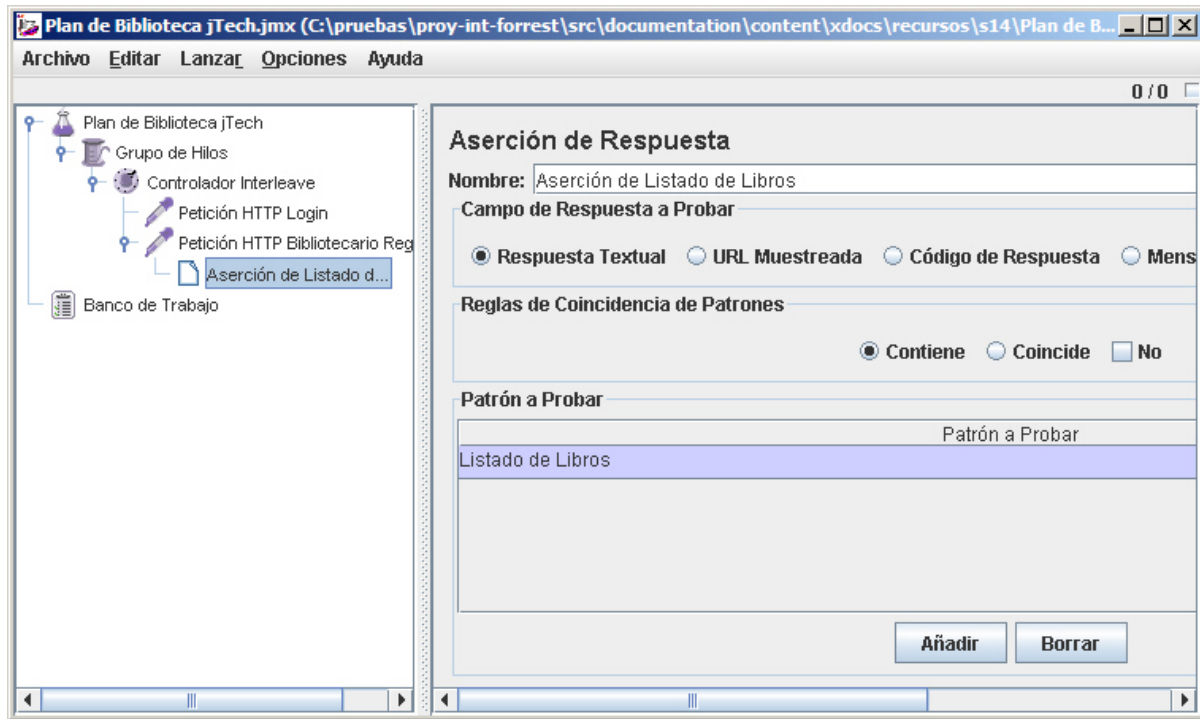 Plan de Biblioteca jTech.jmx (C:\pruebas\proy-int-forrest\src\documentation\content\xdocs\recursos\s14\Plan de B...
Archivo Editar Lanzar Opciones Ayuda
0 / 0
Plan de Biblioteca jTech
Grupo de Hilos
Controlador Interleave
Petición HTTP Login
Petición HTTP Bibliotecario Reg
Aserción de Listado d...
Banco de Trabajo
Aserción de Respuesta
Nombre: Aserción de Listado de Libros
Campo de Respuesta a Probar
Respuesta Textual URL Muestreada Código de Respuesta Mens
Reglas de Coincidencia de Patrones
Contiene Coincide No
Patrón a Probar
Patrón a Probar
Listado de Libros
Añadir Borrar